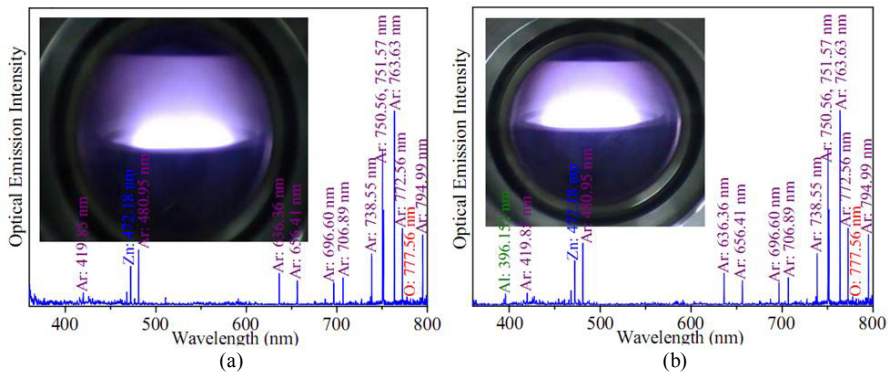 Optical Emission Intensity
Ar: 419.85 nm
Zn: 472.18 nm
Ar: 480.95 nm
Ar: 636.36 nm
Ar: 656.41 nm
Ar: 696.60 nm
Ar: 706.89 nm
Ar: 738.55 nm
Ar: 750.56, 751.57 nm
Ar: 763.63 nm
Ar: 772.56 nm
O: 777.56 nm
Ar: 794.99 nm
400 500 600 700 800
Wavelength (nm)
(a)
Optical Emission Intensity
Ar: 419.85 nm
Zn: 472.18 nm
Ar: 480.95 nm
Ar: 636.36 nm
Ar: 656.41 nm
Ar: 696.60 nm
Ar: 706.89 nm
Ar: 738.55 nm
Ar: 750.56, 751.57 nm
Ar: 763.63 nm
Ar: 772.56 nm
O: 777.56 nm
Ar: 794.99 nm
400 500 600 700 800
Wavelength (nm)
(b)